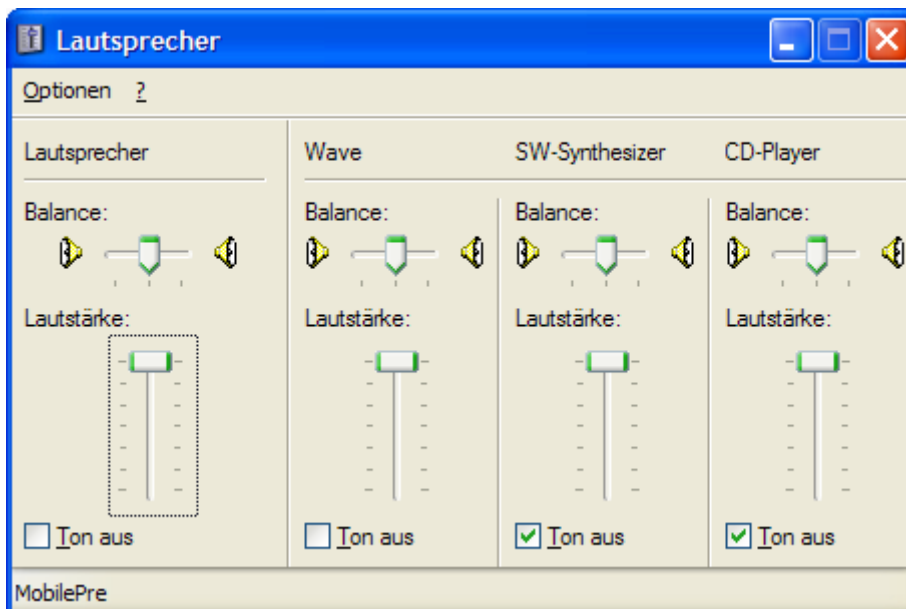 Lautsprecher
Optionen ?
Lautsprecher Wave SW-Synthesizer CD-Player
Balance: Balance: Balance: Balance:
Lautstärke: Lautstärke: Lautstärke: Lautstärke:
Ton aus Ton aus Ton aus Ton aus
MobilePre